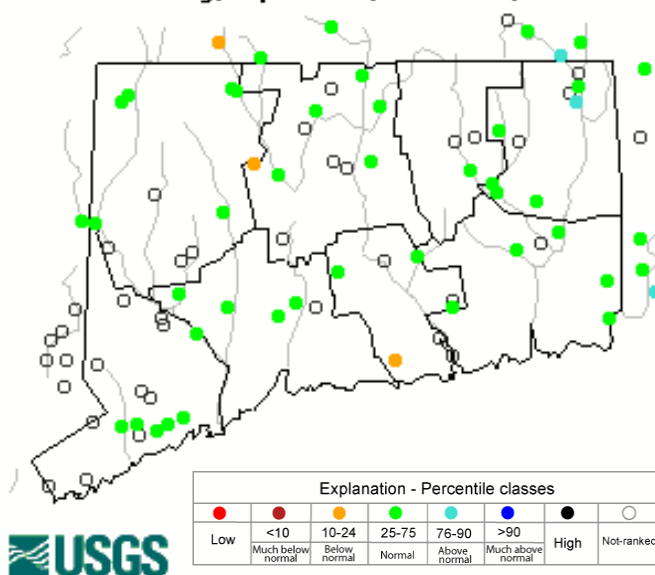 Explanation - Percentile classes
Low
<10
Much below normal
10-24
Below normal
25-75
Normal
76-90
Above normal
>90
Much above normal
High
Not-ranked
USGS